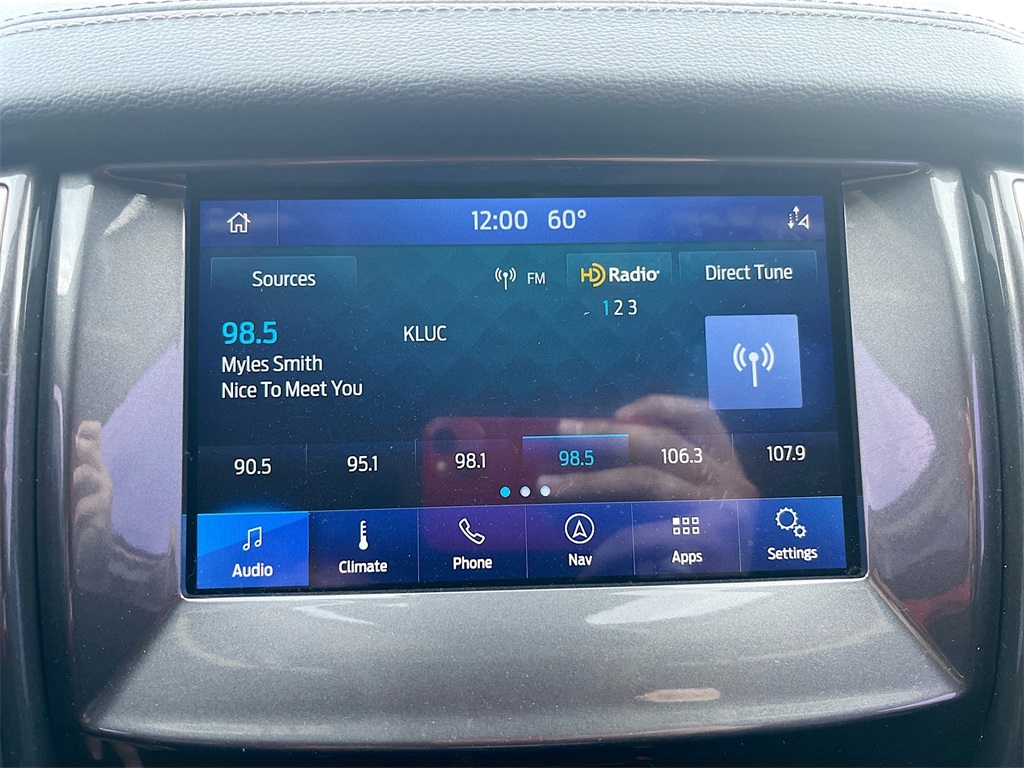 12:00 60°
Sources
FM
HD Radio
Direct Tune
1 2 3
98.5
KLUC
Myles Smith
Nice To Meet You
90.5 95.1 98.1 98.5 106.3 107.9
Audio Climate Phone Nav Apps Settings